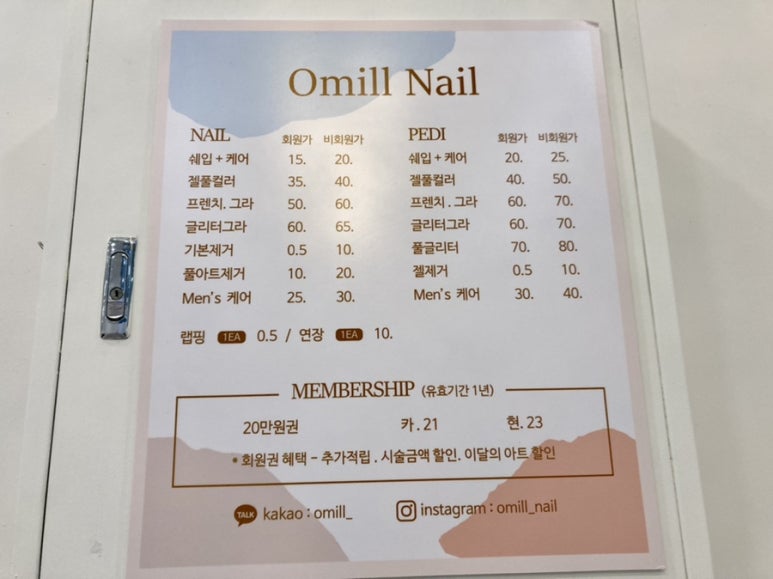 Omill Nail
NAIL 회원가 비회원가
쉐입 + 케어 15. 20.
젤풀컬러 35. 40.
프렌치 . 그라 50. 60.
글리터그라 60. 65.
기본제거 0.5 10.
풀아트제거 10. 20.
Men's 케어 25. 30.
PEDI 회원가 비회원가
쉐입 + 케어 20. 25.
젤풀컬러 40. 50.
프렌치 . 그라 60. 70.
글리터그라 60. 70.
풀글리터 70. 80.
젤제거 0.5 10.
Men's 케어 30. 40.
랩핑 1EA 0.5 / 연장 1EA 10.
MEMBERSHIP (유효기간 1년)
20만원권 카 . 21 현. 23
* 회원권 혜택 - 추가적립 . 시술금액 할인. 이달의 아트 할인
TALK kakao : omill_ instagram : omill_nail